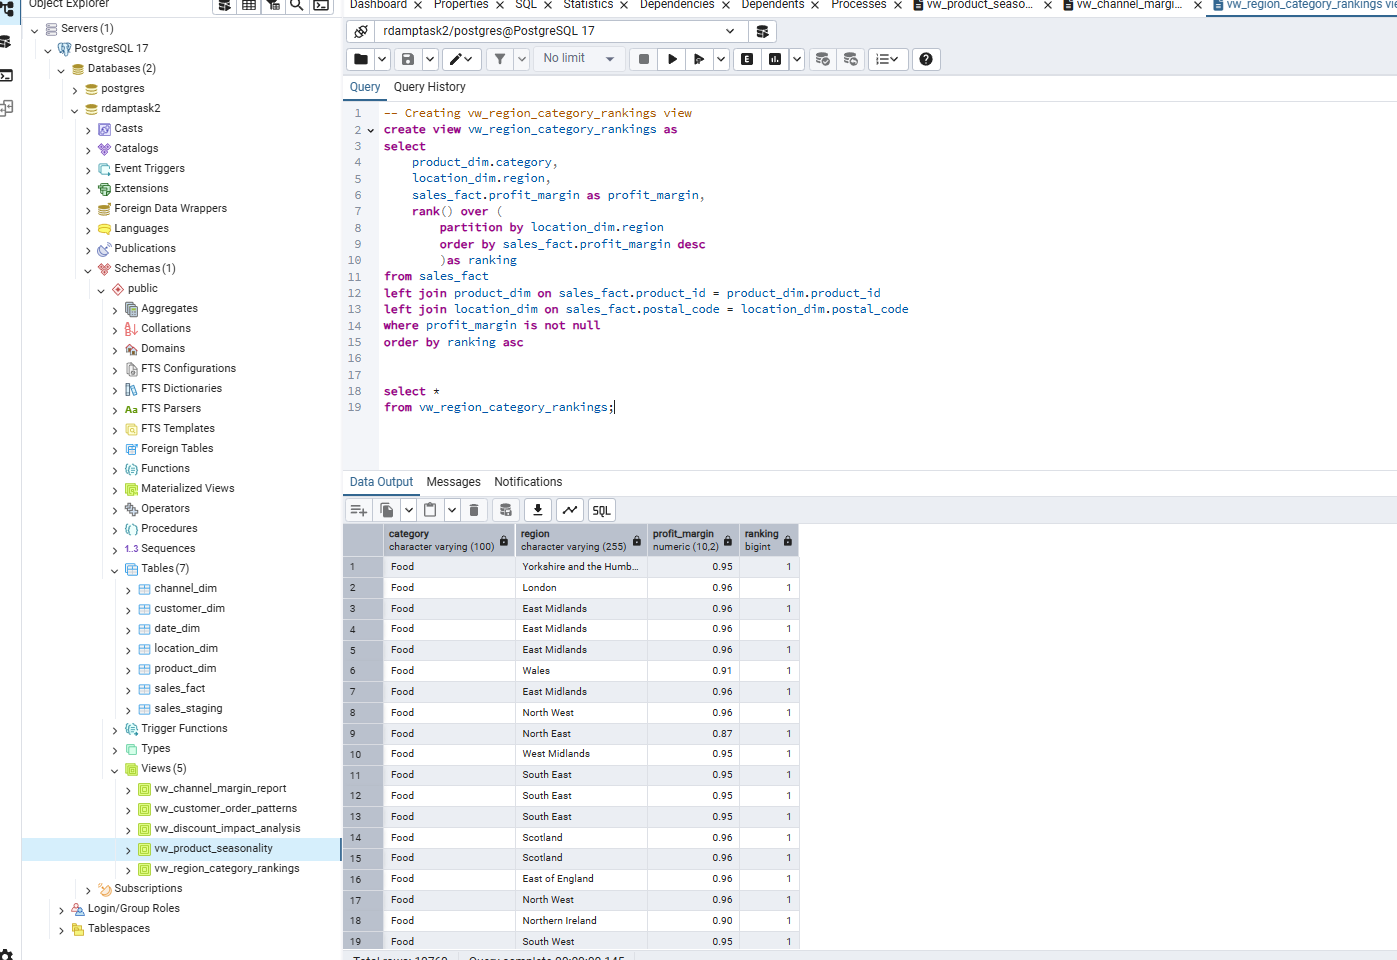 Object Explorer
Dashboard
Properties
SQL
Statistics
Dependencies
Dependents
Processes
vw_product_seaso...
vw_channel_margi...
vw_region_category_rankings
rdamptask2/postgres@PostgreSQL 17
No limit
Query
Query History
Servers (1)
PostgreSQL 17
Databases (2)
postgres
rdamptask2
Casts
Catalogs
Event Triggers
Extensions
Foreign Data Wrappers
Languages
Publications
Schemas (1)
public
Aggregates
Collations
Domains
FTS Configurations
FTS Dictionaries
Aa FTS Parsers
FTS Templates
Foreign Tables
Functions
Materialized Views
Operators
Procedures
1..3 Sequences
Tables (7)
channel_dim
customer_dim
date_dim
location_dim
product_dim
sales_fact
sales_staging
Trigger Functions
Types
Views (5)
vw_channel_margin_report
vw_customer_order_patterns
vw_discount_impact_analysis
vw_product_seasonality
vw_region_category_rankings
Subscriptions
Login/Group Roles
Tablespaces
1 -- Creating vw_region_category_rankings view
2 create view vw_region_category_rankings as
3 select
4 product_dim.category,
5 location_dim.region,
6 sales_fact.profit_margin as profit_margin,
7 rank() over (
8 partition by location_dim.region
9 order by sales_fact.profit_margin desc
10 )as ranking
11 from sales_fact
12 left join product_dim on sales_fact.product_id = product_dim.product_id
13 left join location_dim on sales_fact.postal_code = location_dim.postal_code
14 where profit_margin is not null
15 order by ranking asc
16
17
18 select *
19 from vw_region_category_rankings;
Data Output
Messages
Notifications
SQL
category region profit_margin ranking
character varying (100) character varying (255) numeric (10,2) bigint
1 Food Yorkshire and the Humb... 0.95 1
2 Food London 0.96 1
3 Food East Midlands 0.96 1
4 Food East Midlands 0.96 1
5 Food East Midlands 0.96 1
6 Food Wales 0.91 1
7 Food East Midlands 0.96 1
8 Food North West 0.96 1
9 Food North East 0.87 1
10 Food West Midlands 0.95 1
11 Food South East 0.95 1
12 Food South East 0.95 1
13 Food South East 0.95 1
14 Food Scotland 0.96 1
15 Food Scotland 0.96 1
16 Food East of England 0.96 1
17 Food North West 0.96 1
18 Food Northern Ireland 0.90 1
19 Food South West 0.95 1